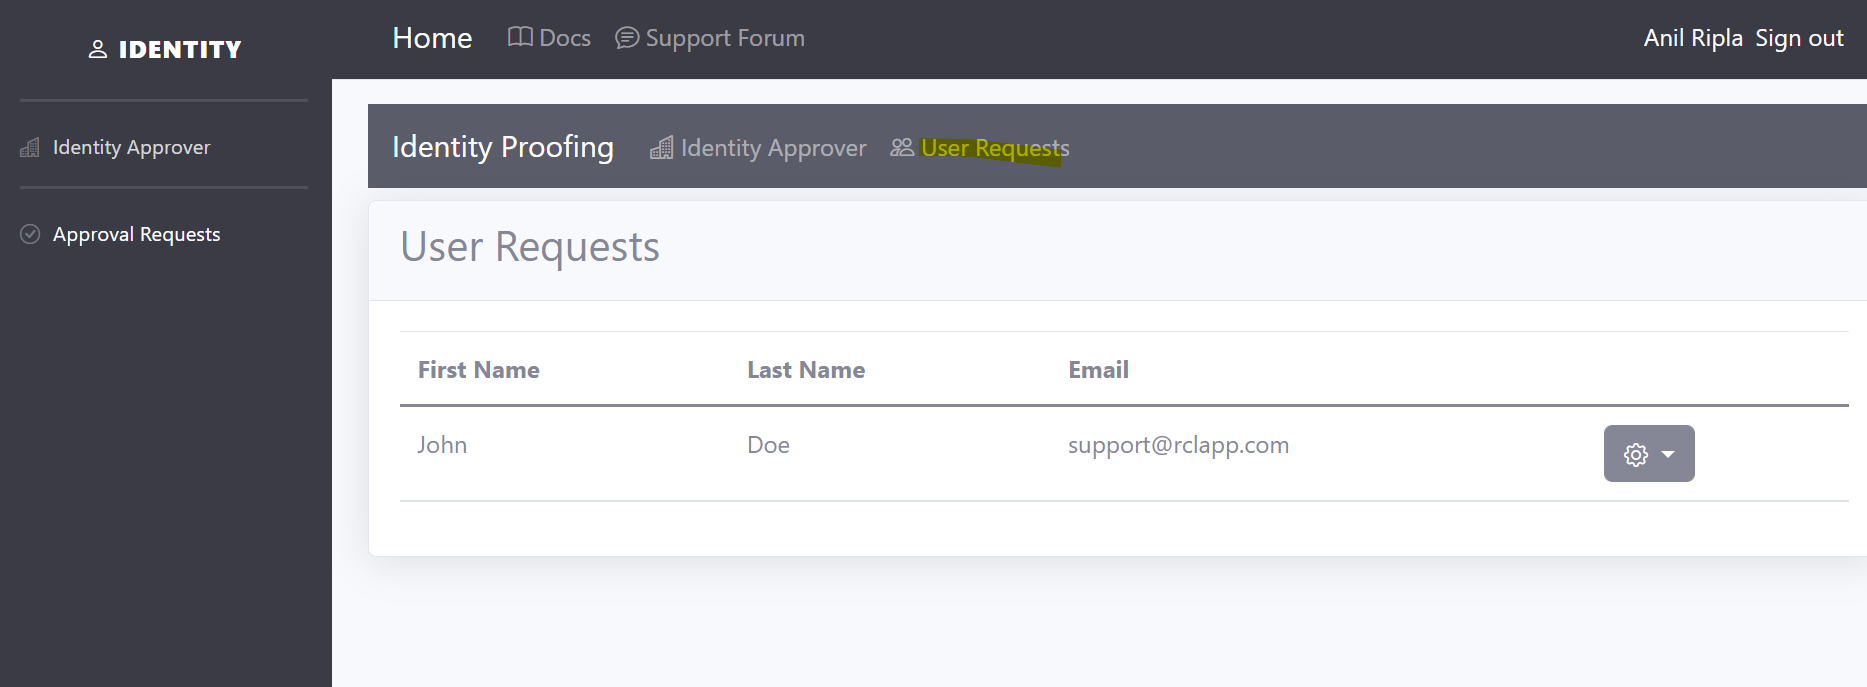 IDENTITY
Home Docs Support Forum Anil Ripla Sign out
Identity Approver
Approval Requests
Identity Proofing Identity Approver User Requests
User Requests
First Name Last Name Email
John Doe support@rclapp.com